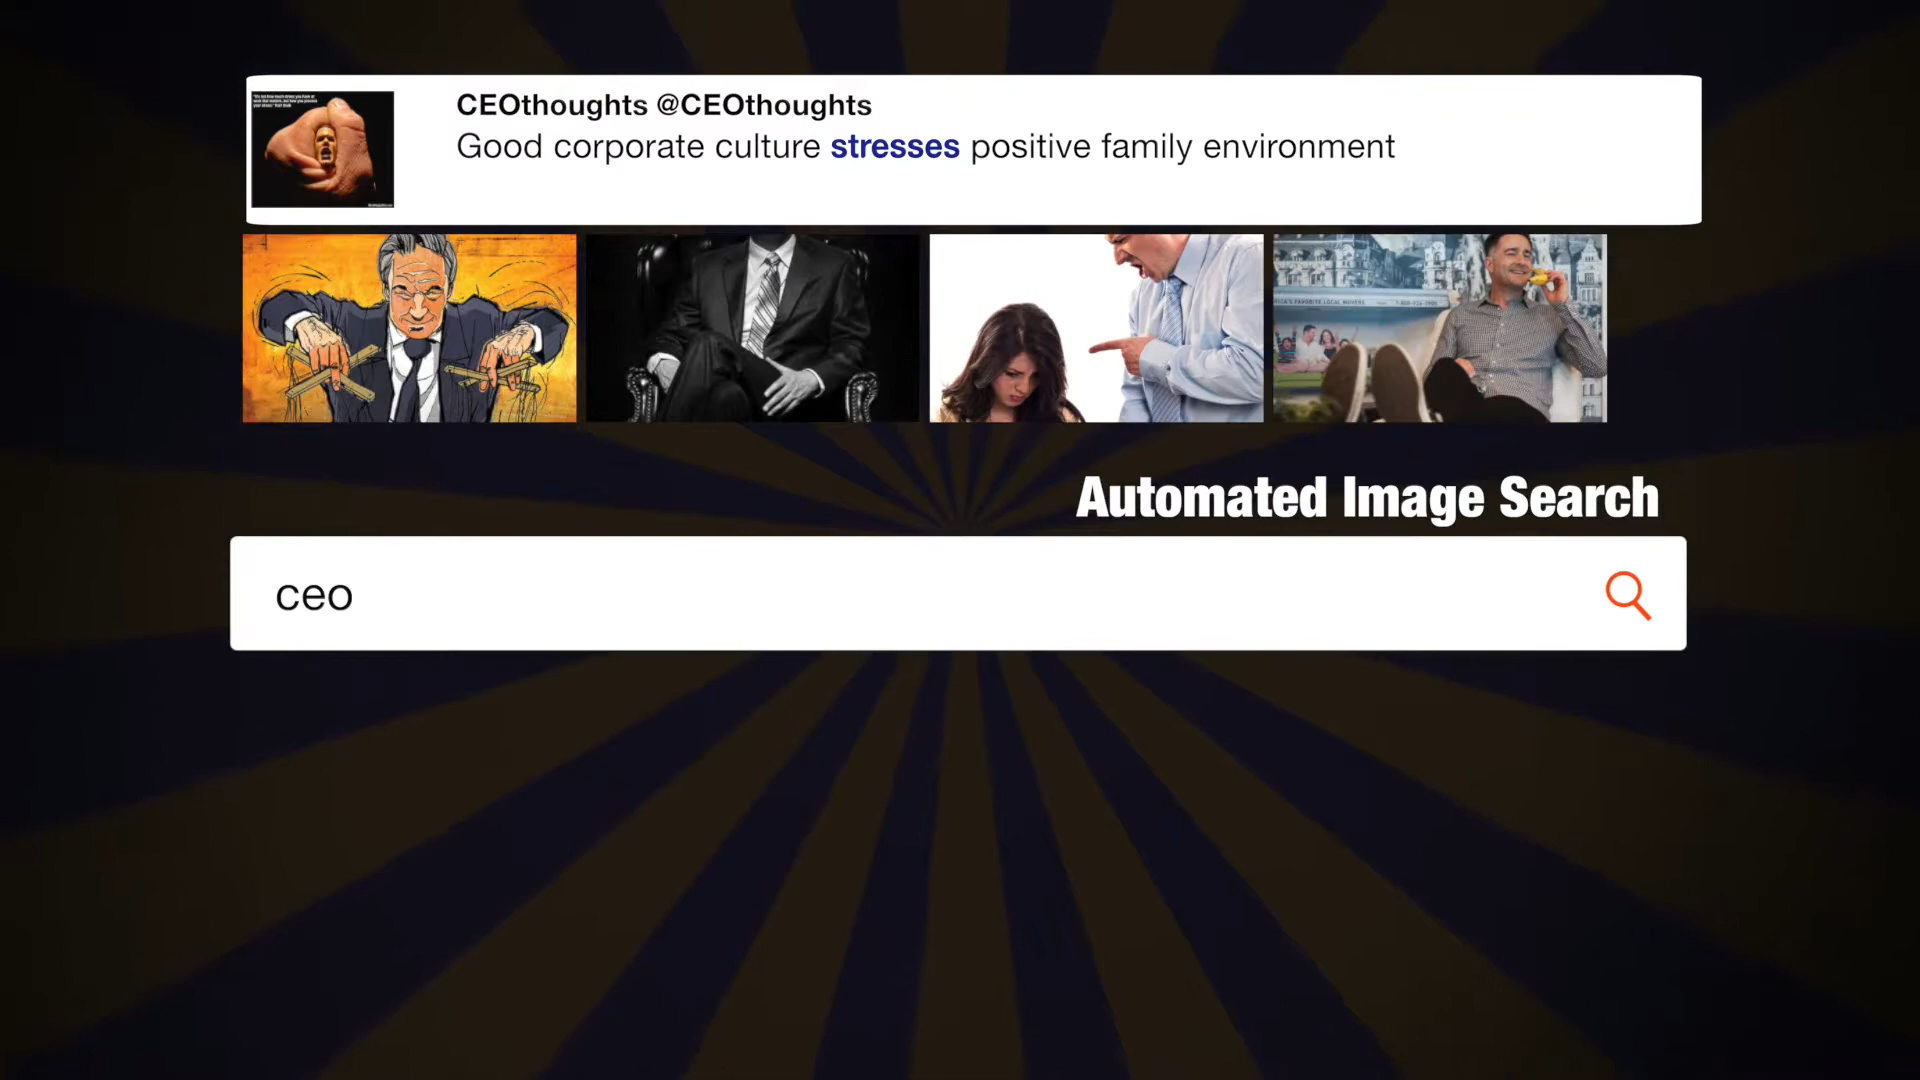 CEOthoughts @CEOthoughts
Good corporate culture stresses positive family environment
Automated Image Search
ceo